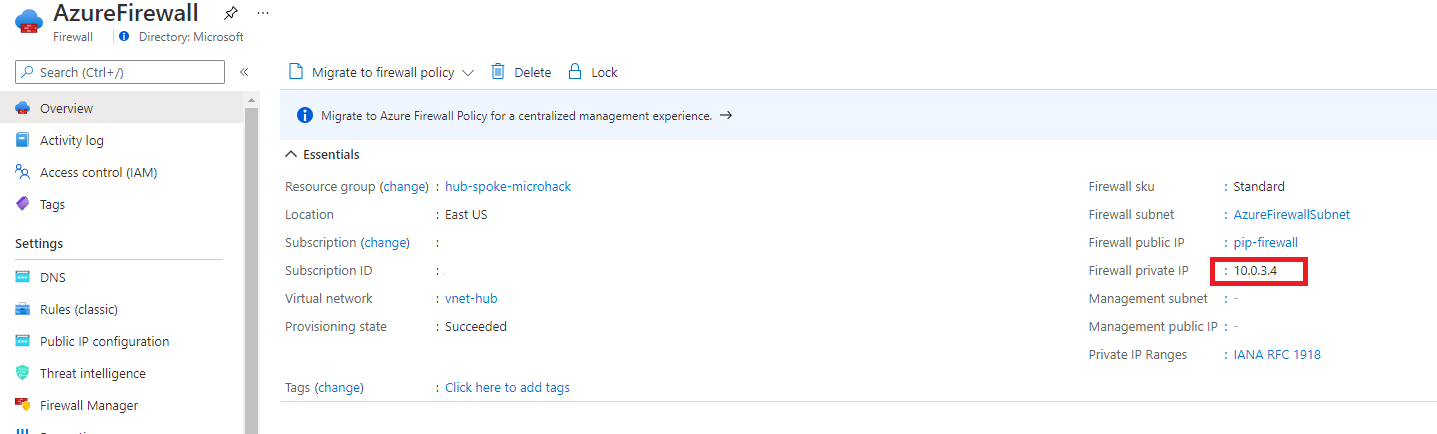 AzureFirewall ...
Firewall Directory: Microsoft
Search (Ctrl+/) «
Overview
Activity log
Access control (IAM)
Tags
Settings
DNS
Rules (classic)
Public IP configuration
Threat intelligence
Firewall Manager
Migrate to firewall policy Delete Lock
Migrate to Azure Firewall Policy for a centralized management experience. →
Essentials
Resource group (change) : hub-spoke-microhack
Location : East US
Subscription (change) :
Subscription ID :
Virtual network : vnet-hub
Provisioning state : Succeeded
Firewall sku : Standard
Firewall subnet : AzureFirewallSubnet
Firewall public IP : pip-firewall
Firewall private IP : 10.0.3.4
Management subnet : -
Management public IP : -
Private IP Ranges : IANA RFC 1918
Tags (change) : Click here to add tags